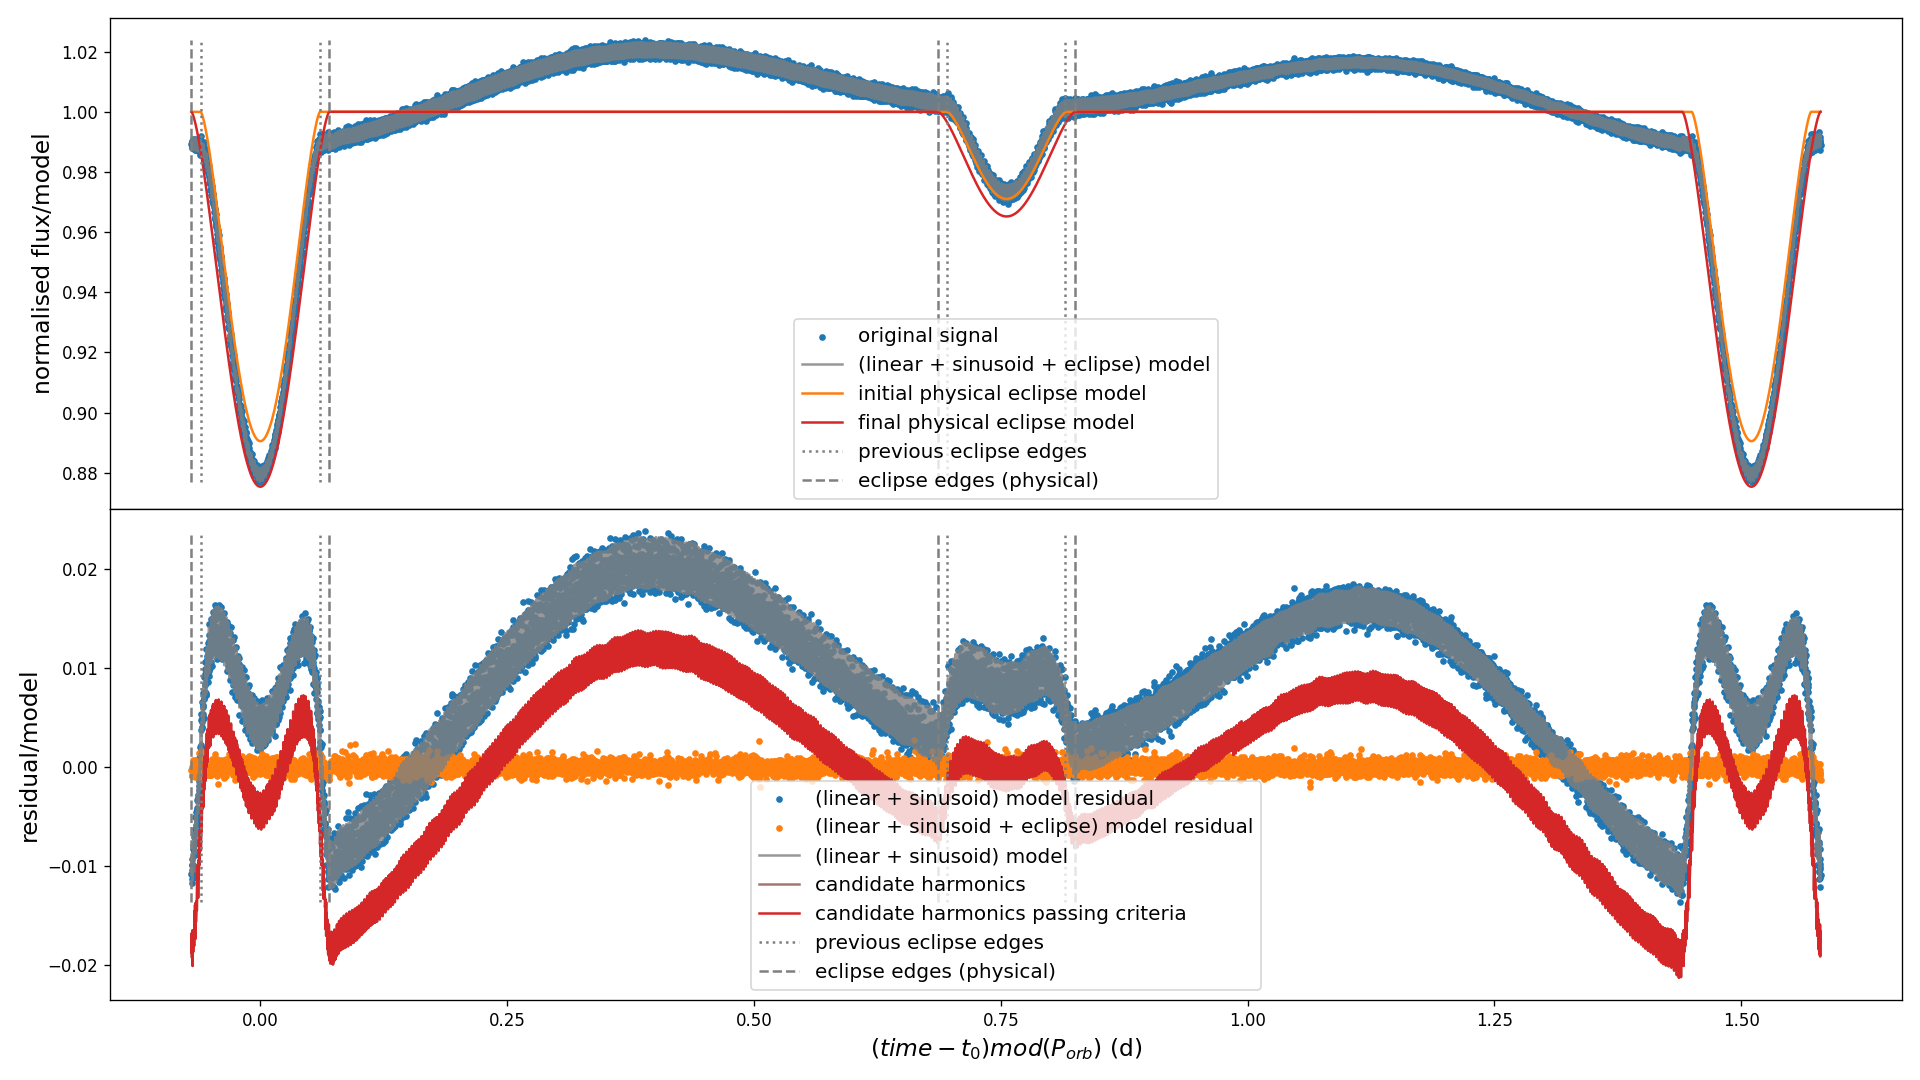 normalised flux/model
1.02
1.00
0.98
0.96
0.94
0.92
0.90
0.88
original signal
(linear + sinusoid + eclipse) model
initial physical eclipse model
final physical eclipse model
previous eclipse edges
eclipse edges (physical)
residual/model
0.02
0.01
0.00
−0.01
−0.02
(linear + sinusoid) model residual
(linear + sinusoid + eclipse) model residual
(linear + sinusoid) model
candidate harmonics
candidate harmonics passing criteria
previous eclipse edges
eclipse edges (physical)
0.00 0.25 0.50 0.75 1.00 1.25 1.50
(time − t₀)mod(Pₒᵣb) (d)